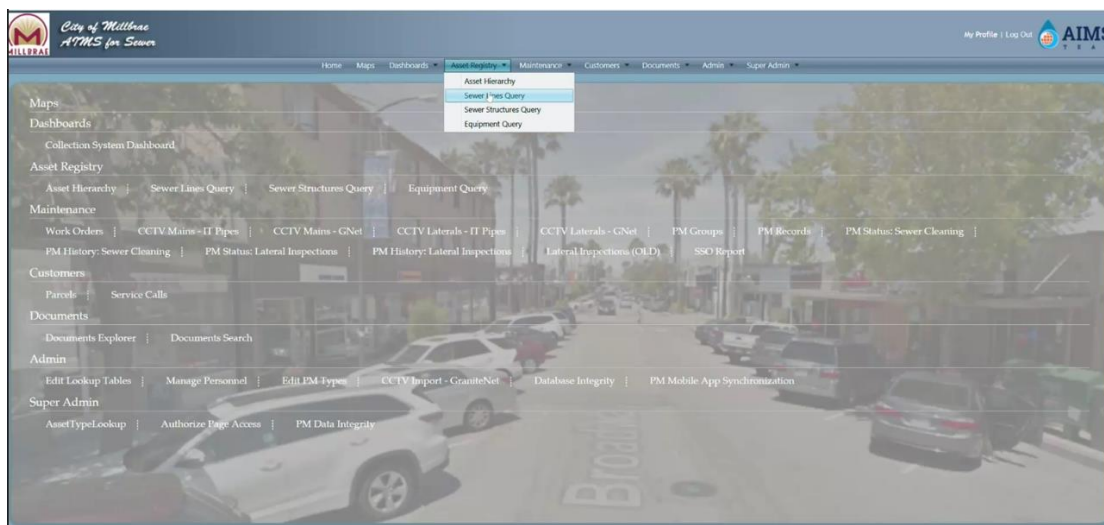 City of Millbrae
AIMS for Sewer
MILLBRAE
My Profile | Log Out
AIMS
TEA
Home Maps Dashboards Asset Registry Maintenance Customers Documents Admin Super Admin
Asset Hierarchy
Sewer Lines Query
Sewer Structures Query
Equipment Query
Maps
Dashboards
Collection System Dashboard
Asset Registry
Asset Hierarchy | Sewer Lines Query | Sewer Structures Query | Equipment Query
Maintenance
Work Orders | CCTV Mains - IT Pipes | CCTV Mains - GNet | CCTV Laterals - IT Pipes | CCTV Laterals - GNet | PM Groups | PM Records | PM Status: Sewer Cleaning |
PM History: Sewer Cleaning | PM Status: Lateral Inspections | PM History: Lateral Inspections | Lateral Inspections (OLD) | SSO Report
Customers
Parcels | Service Calls
Documents
Documents Explorer | Documents Search
Admin
Edit Lookup Tables | Manage Personnel | Edit PM Types | CCTV Import - GraniteNet | Database Integrity | PM Mobile App Synchronization
Super Admin
AssetTypeLookup | Authorize Page Access | PM Data Integrity